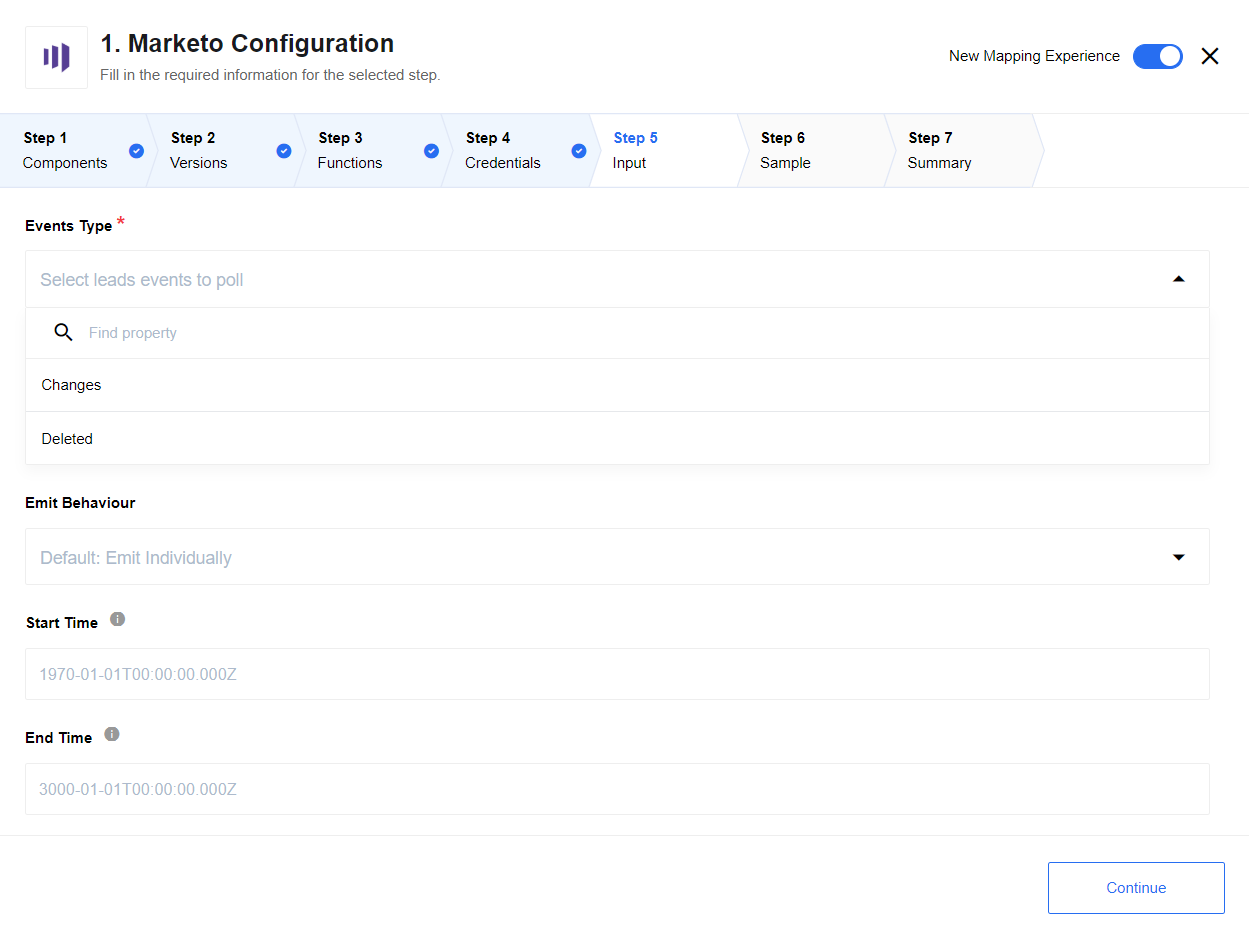 1. Marketo Configuration
Fill in the required information for the selected step.
New Mapping Experience
Step 1
Components
Step 2
Versions
Step 3
Functions
Step 4
Credentials
Step 5
Input
Step 6
Sample
Step 7
Summary
Events Type *
Select leads events to poll
Find property
Changes
Deleted
Emit Behaviour
Default: Emit Individually
Start Time
1970-01-01T00:00:00.000Z
End Time
3000-01-01T00:00:00.000Z
Continue